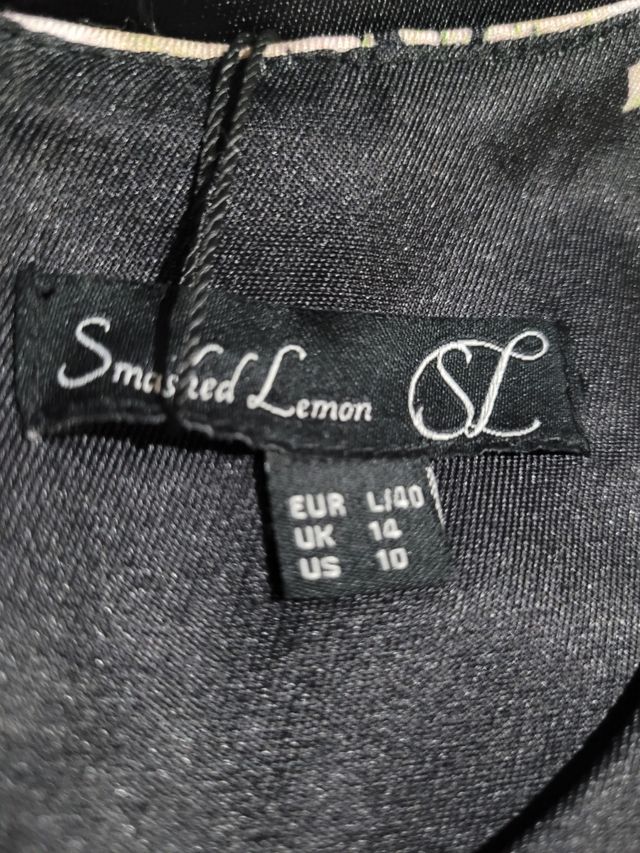 Smashed Lemon SL
EUR L/40
UK 14
US 10